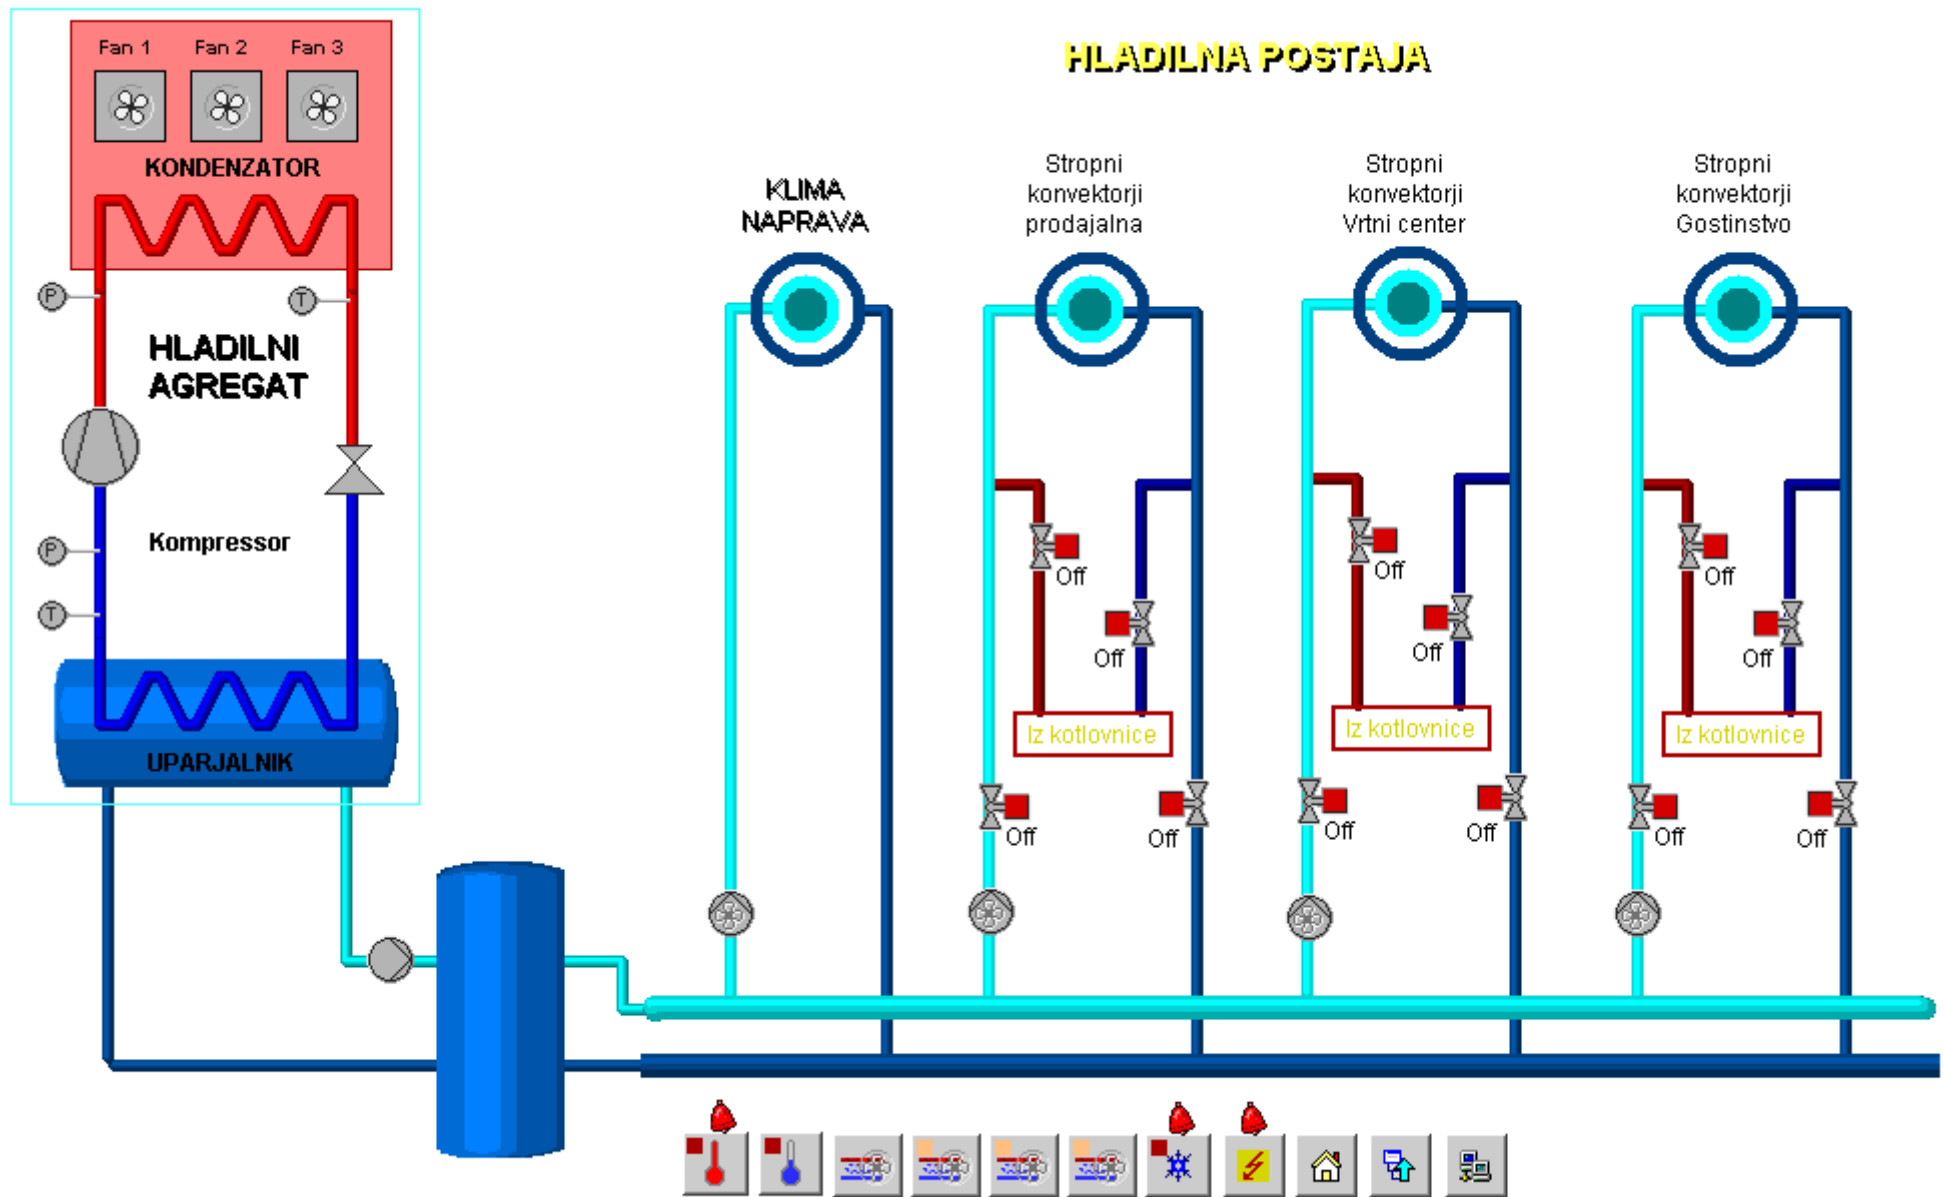 Fan 1 Fan 2 Fan 3
HLADILNA POSTAJA
KONDENZATOR
KLIMA
NAPRAVA
Stropni
konvektorji
prodajalna
Stropni
konvektorji
Vrtni center
Stropni
konvektorji
Gostinstvo
P
T
HLADILNI
AGREGAT
Kompressor
P
T
UPARJALNIK
Off
Off
Iz kotlovnice
Off
Off
Off
Off
Iz kotlovnice
Off
Off
Off
Off
Iz kotlovnice
Off
Off